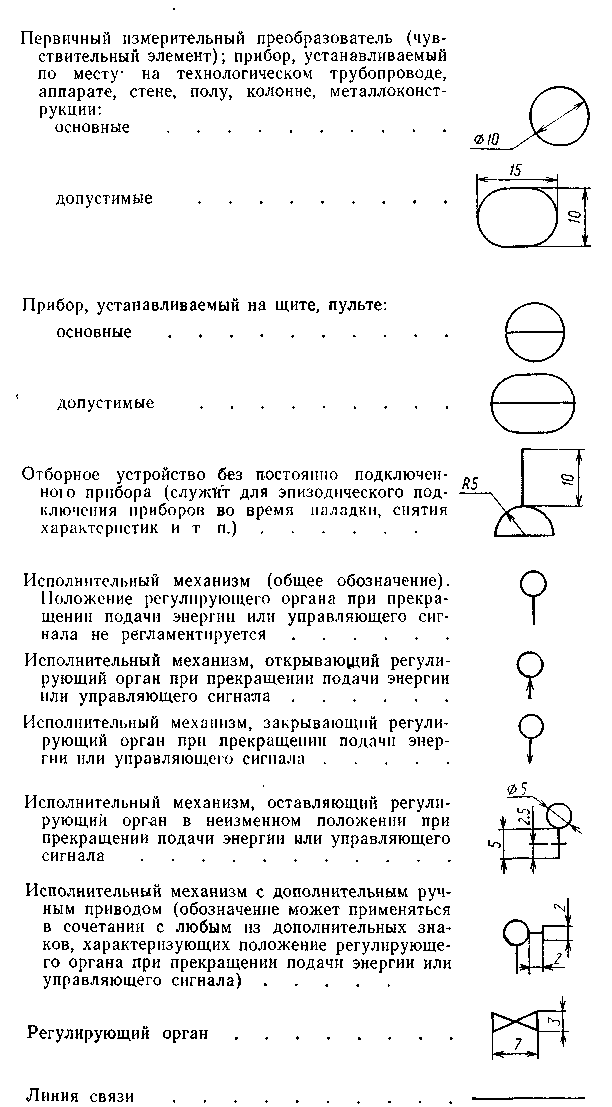 Первичный измерительный преобразователь (чув-
ствительный элемент); прибор, устанавливаемый
по месту на технологическом трубопроводе,
аппарате, стене, полу, колонне, металлоконст-
рукции:
основные . . . . . . . . . .
⌀10
15
допустимые . . . . . . . . .
10
Прибор, устанавливаемый на щите, пульте:
основные . . . . . . . . . .
допустимые . . . . . . . . .
Отборное устройство без постоянно подключен-
ного прибора (служит для эпизодического под-
ключения приборов во время наладки, снятия
характеристик и т п.) . . . . . .
R5
10
Исполнительный механизм (общее обозначение).
Положение регулирующего органа при прекра-
щении подачи энергии или управляющего сиг-
нала не регламентируется . . . . . .
Исполнительный механизм, открывающий регули-
рующий орган при прекращении подачи энергии
или управляющего сигнала . . . . . .
Исполнительный механизм, закрывающий регули-
рующий орган при прекращении подачи энер-
гии или управляющего сигнала . . . . .
Исполнительный механизм, оставляющий регули-
рующий орган в неизменном положении при
прекращении подачи энергии или управляющего
сигнала . . . . . . . . . . .
⌀5
2.5
5
Исполнительный механизм с дополнительным руч-
ным приводом (обозначение может применяться
в сочетании с любым из дополнительных зна-
ков, характеризующих положение регулирующе-
го органа при прекращении подачи энергии или
управляющего сигнала) . . . . .
2
2
Регулирующий орган . . . . . . . .
3
7
Линия связи . . . . . . . . . .